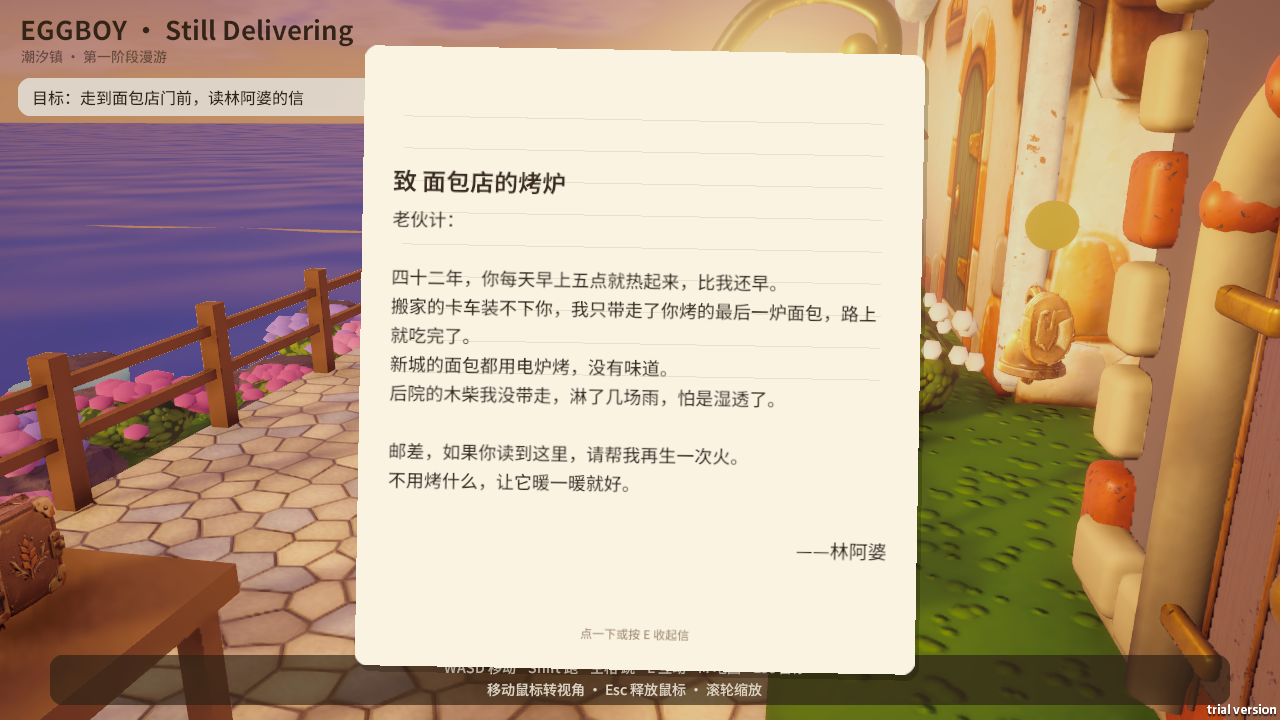 EGGBOY • Still Delivering
潮汐镇 • 第一阶段漫游
目标：走到面包店门前，读林阿婆的信
致 面包店的烤炉
老伙计：
四十二年，你每天早上五点就热起来，比我还早。
搬家的卡车装不下你，我只带走了你烤的最后一炉面包，路上
就吃完了。
新城的面包都用电炉烤，没有味道。
后院的木柴我没带走，淋了几场雨，怕是湿透了。
邮差，如果你读到这里，请帮我再生一次火。
不用烤什么，让它暖一暖就好。
——林阿婆
点一下或按 E 收起信
移动鼠标转视角 • Esc 释放鼠标 • 滚轮缩放
trial version